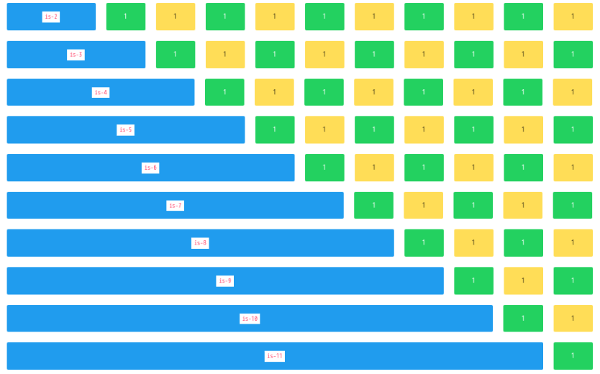 is-2 1 1 1 1 1 1 1 1 1 1
is-3 1 1 1 1 1 1 1 1 1
is-4 1 1 1 1 1 1 1 1
is-5 1 1 1 1 1 1 1
is-6 1 1 1 1 1 1
is-7 1 1 1 1 1
is-8 1 1 1 1
is-9 1 1 1
is-10 1 1
is-11 1